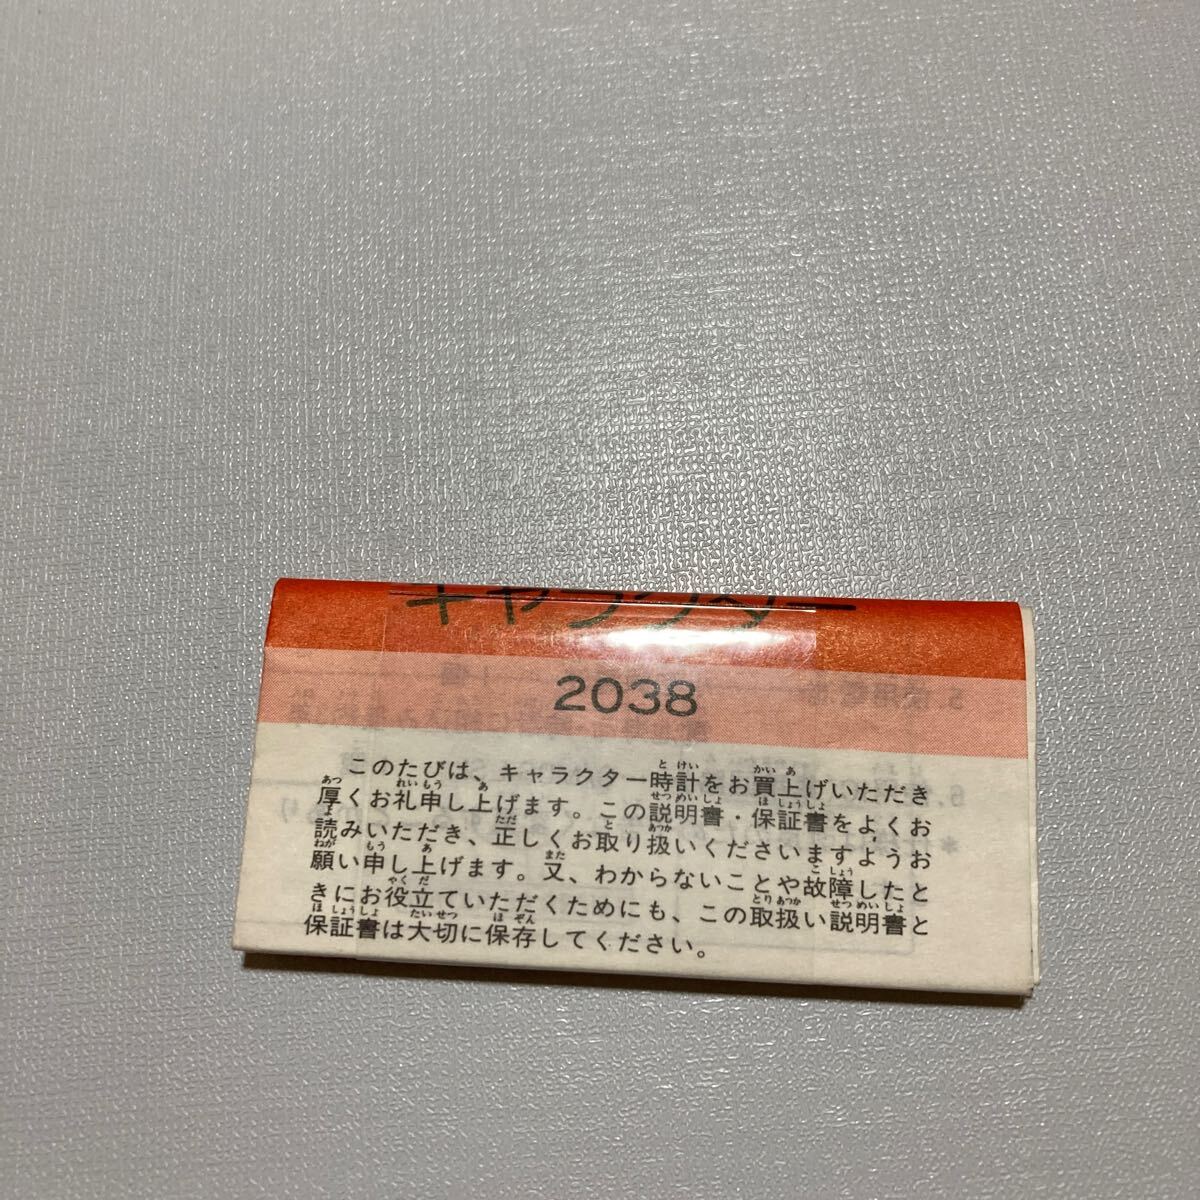 キャラクター
2038
このたびは、キャラクター時計をお買上げいただき
厚くお礼申し上げます。この説明書・保証書をよくお
読みいただき、正しくお取り扱いくださいますようお
願い申し上げます。又、わからないことや故障したと
きにお役立ていただくためにも、この取扱い説明書と
保証書は大切に保存してください。